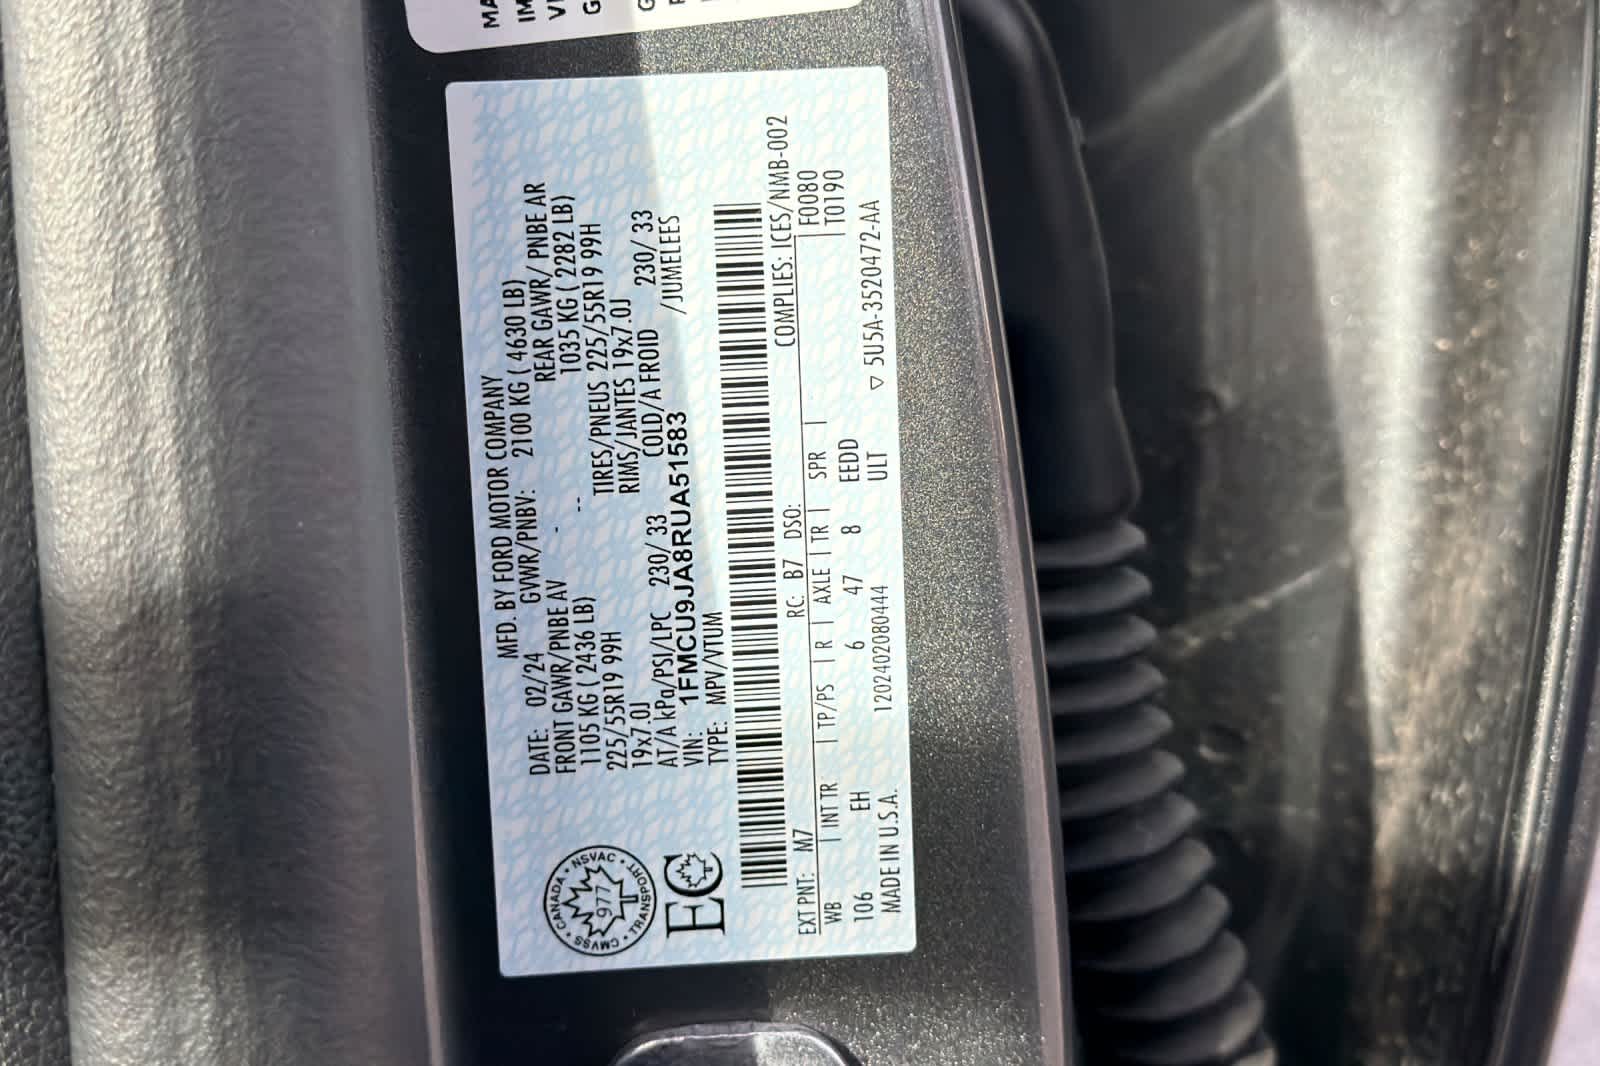 MFD. BY FORD MOTOR COMPANY
DATE: 02/24 GVWR/PNBV: 2100 KG ( 4630 LB)
FRONT GAWR/PNBE AV - REAR GAWR/ PNBE AR
1105 KG ( 2436 LB) -- 1035 KG ( 2282 LB)
225/55R19 99H TIRES/PNEUS 225/55R19 99H
19x7.0J RIMS/JANTES 19x7.0J
AT/A kPa/PSI/LPC 230/ 33 COLD/A FROID 230/ 33
VIN: 1FMCU9JA8RUA51583 /JUMELEES
TYPE: MPV/VTUM
CANADA • NSVAC • TRANSPORT • CMVSS •
977
EC
COMPLIES: ICES/NMB-002
EXT PNT: M7 RC: B7 DSO: F0080
WB | INT TR | TP/PS | R | AXLE | TR | SPR | T0190
106 EH 6 47 8 EEDD
MADE IN U.S.A. 120240208044​4 ULT ▽ 5U5A-3520472-AA